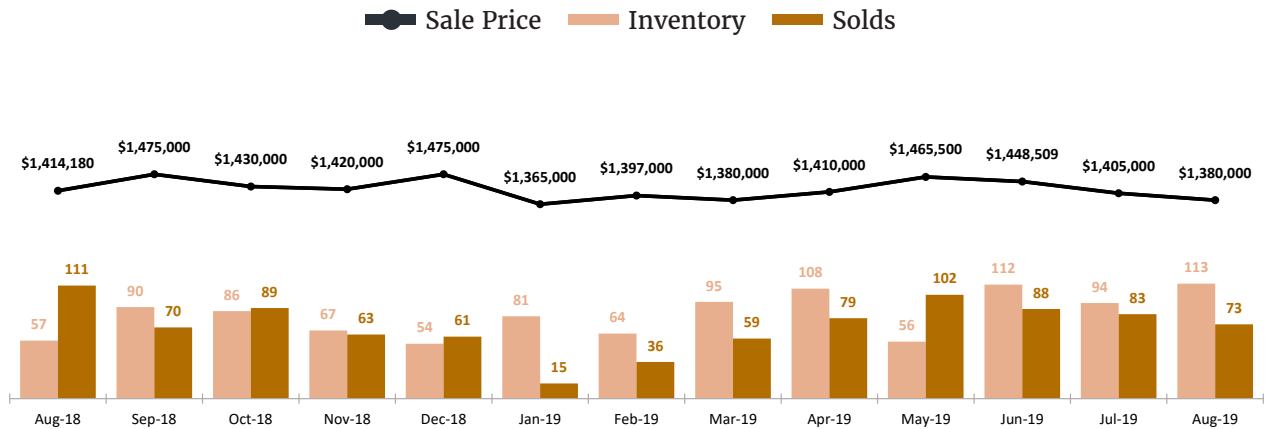 Sale Price Inventory Solds
$1,414,180 $1,475,000 $1,430,000 $1,420,000 $1,475,000 $1,365,000 $1,397,000 $1,380,000 $1,410,000 $1,465,500 $1,448,509 $1,405,000 $1,380,000
57 111 90 70 86 89 67 63 54 61 81 15 64 36 95 59 108 79 56 102 112 88 94 83 113 73
Aug-18 Sep-18 Oct-18 Nov-18 Dec-18 Jan-19 Feb-19 Mar-19 Apr-19 May-19 Jun-19 Jul-19 Aug-19